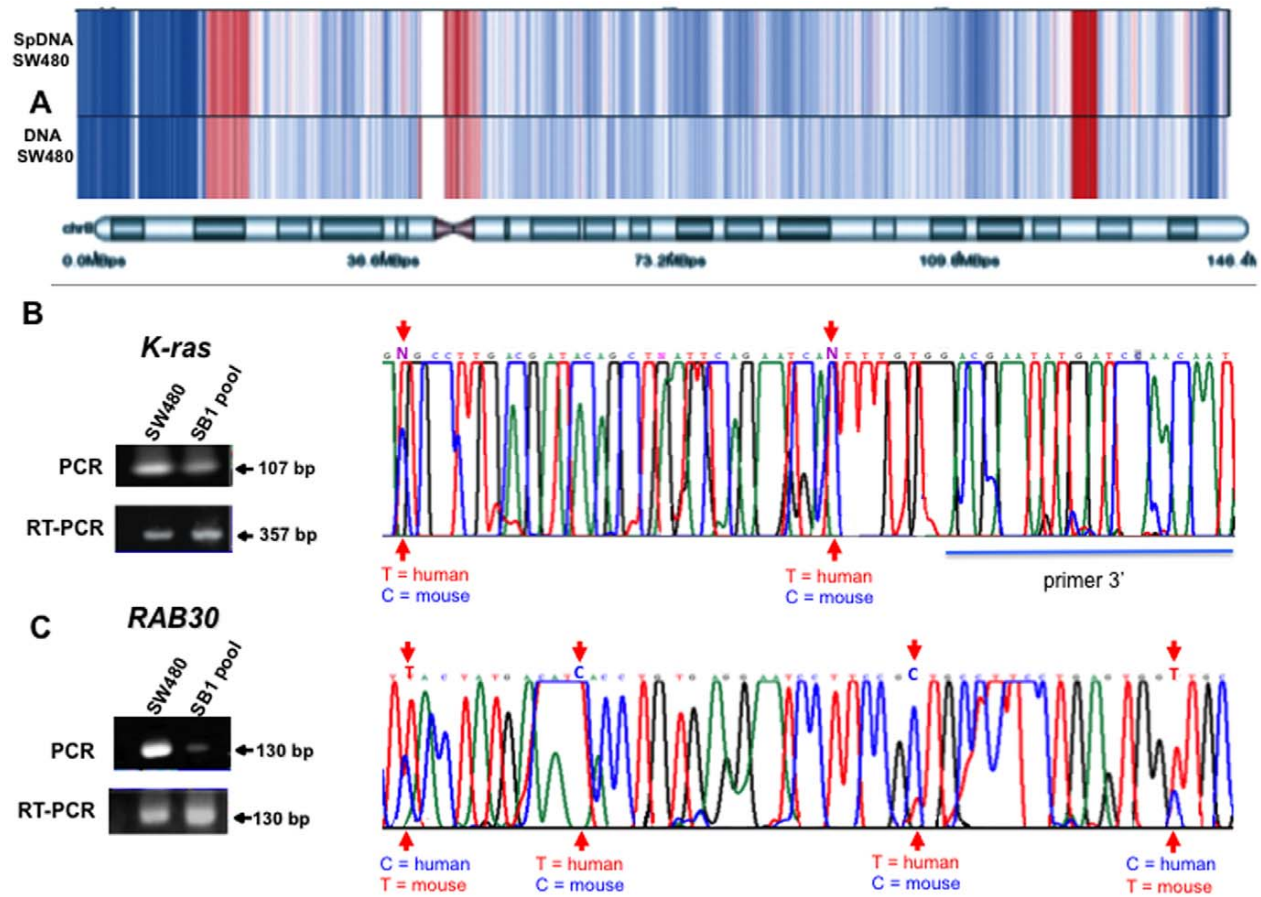 SpDNA
SW480
A
DNA
SW480
chr8
0.0MBps 36.6MBps 73.2MBps 109.8MBps 146.4M
B
K-ras
SW480 SB1 pool
PCR 107 bp
RT-PCR 357 bp
G N G C C T T G A C G A T A C A G C T N A T T C A G A A T C A N T T T G T G G A C G A A T A T G A T C C A A C A A T
T = human
C = mouse
T = human
C = mouse
primer 3'
C
RAB30
SW480 SB1 pool
PCR 130 bp
RT-PCR 130 bp
T T A C T A T G A C A T C A C C T G T G A G G A A T C C T T C C G C T G C C T T C C T G A G T G G T T G C
C = human
T = mouse
T = human
C = mouse
T = human
C = mouse
C = human
T = mouse